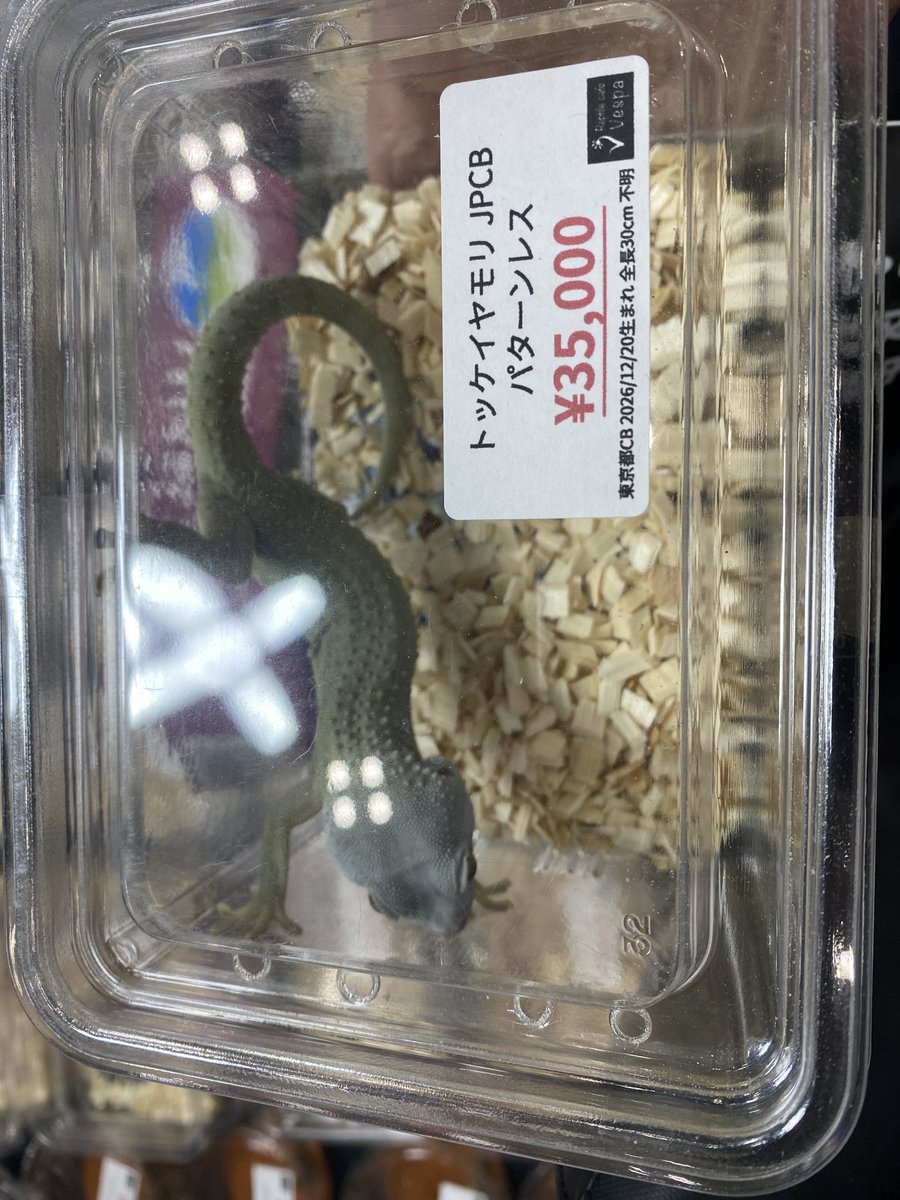 Reptile cafe
Vespa
トッケイヤモリ JPCB
パターンレス
¥35,000
東京都CB 2026/12/20生まれ 全長30cm 不明
32